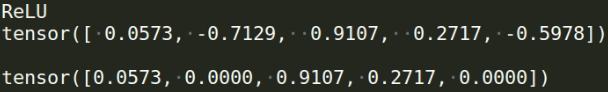 ReLU
tensor([ 0.0573, -0.7129,  0.9107,  0.2717, -0.5978])
tensor([0.0573, 0.0000, 0.9107, 0.2717, 0.0000])